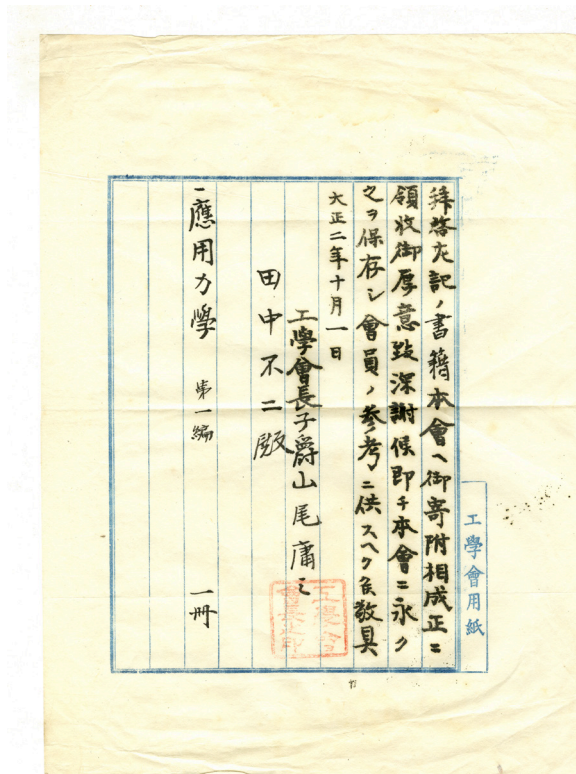 拝啓左記ノ書籍本會ヘ御寄附相成正ニ
領收御厚意致深謝候即チ本會ニ永ク
之ヲ保存シ會員ノ參考ニ供スヘク候敬具
大正二年十月一日
工學會長子爵山尾庸三
田中不二殿
一應用力學 第一編 一冊
工學會用紙